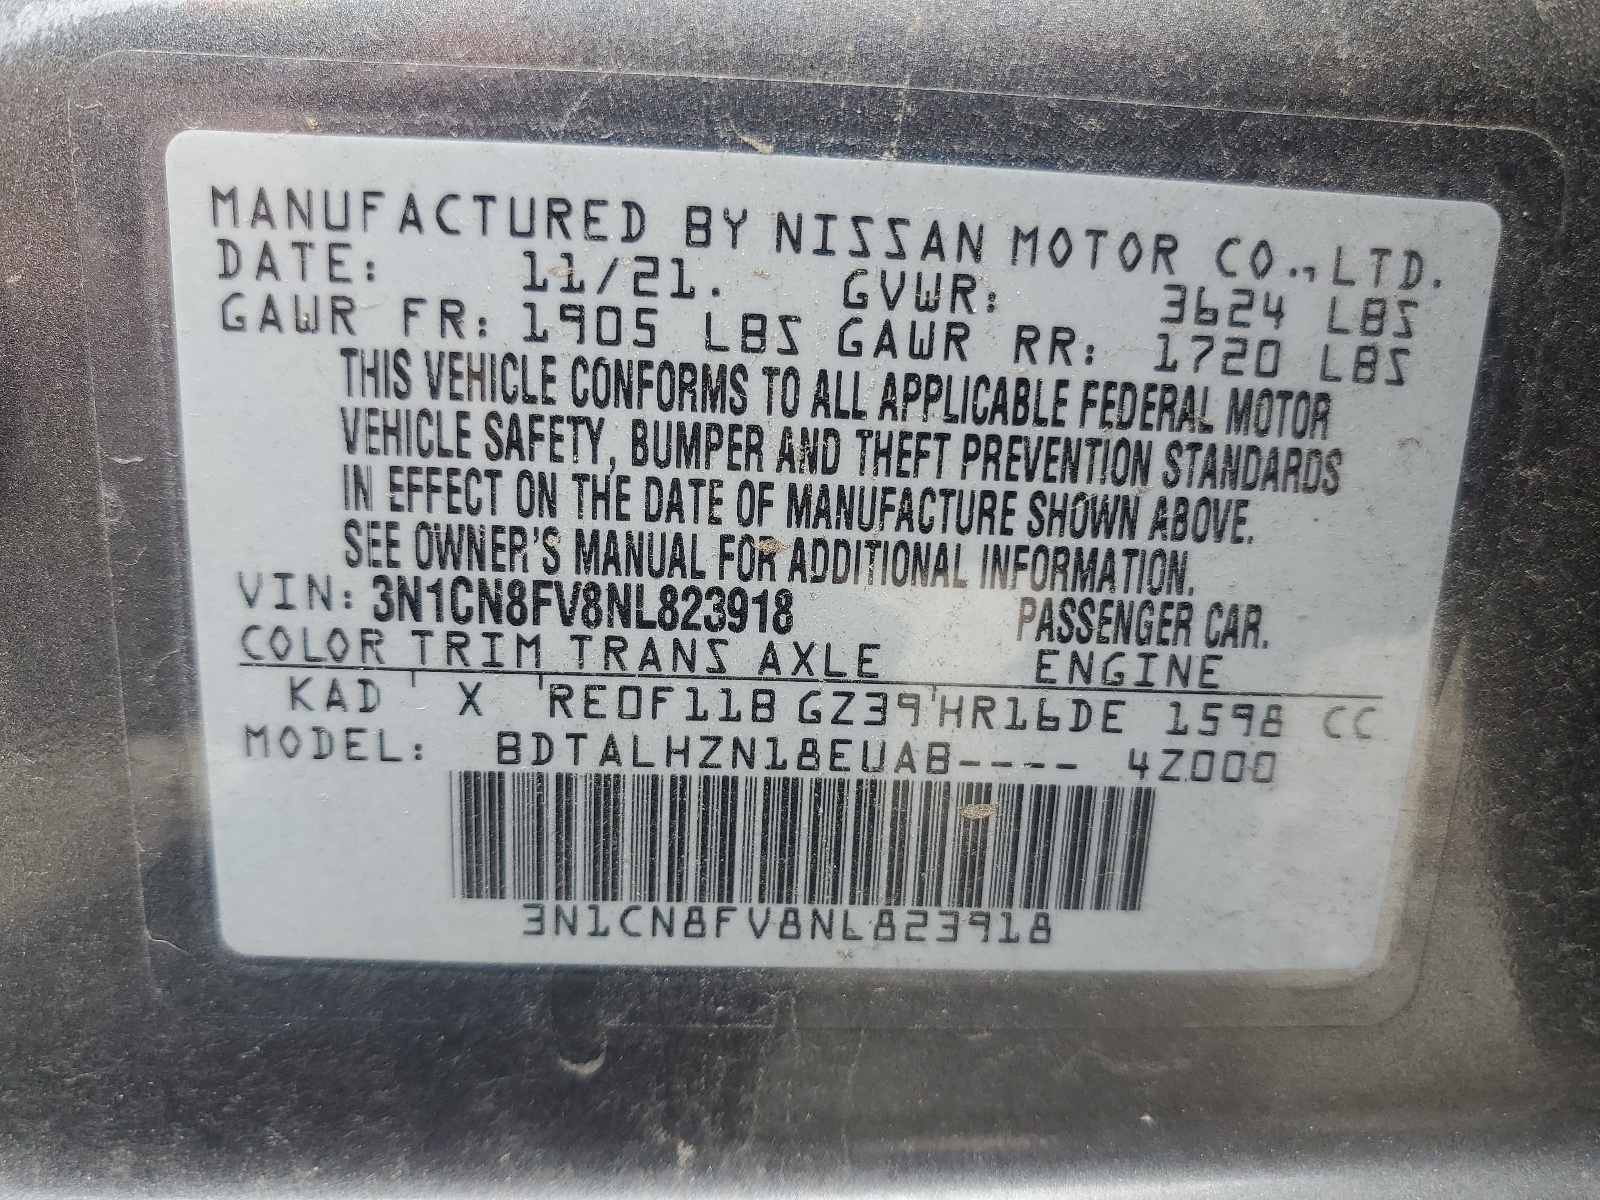 MANUFACTURED BY NISSAN MOTOR CO., LTD.
DATE: 11/21. GVWR: 3624 LBS
GAWR FR: 1905 LBS GAWR RR: 1720 LBS
THIS VEHICLE CONFORMS TO ALL APPLICABLE FEDERAL MOTOR
VEHICLE SAFETY, BUMPER AND THEFT PREVENTION STANDARDS
IN EFFECT ON THE DATE OF MANUFACTURE SHOWN ABOVE.
SEE OWNER'S MANUAL FOR ADDITIONAL INFORMATION.
VIN: 3N1CN8FV8NL823918 PASSENGER CAR.
COLOR TRIM TRANS AXLE ENGINE
KAD X RE0F11B GZ39 HR16DE 1598 CC
MODEL: BDTALHZN18EUAB---- 4Z000
3N1CN8FV8NL823918